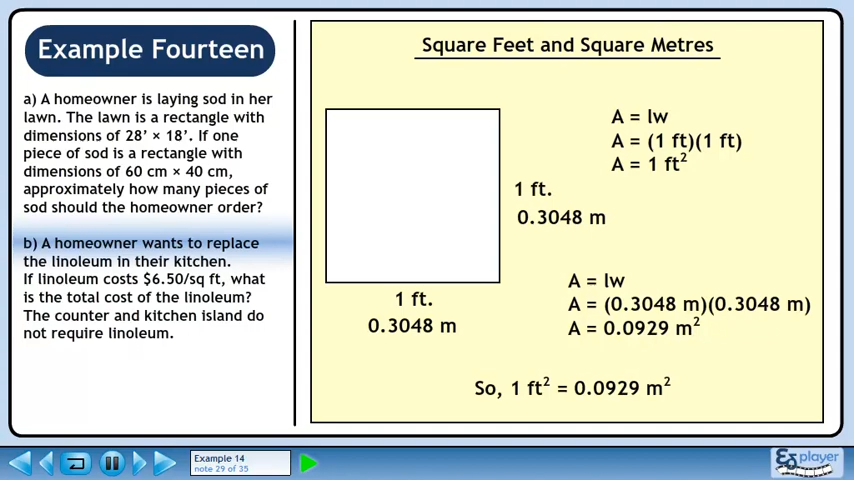 Example Fourteen
a) A homeowner is laying sod in her
lawn. The lawn is a rectangle with
dimensions of 28’ × 18’. If one
piece of sod is a rectangle with
dimensions of 60 cm × 40 cm,
approximately how many pieces of
sod should the homeowner order?
b) A homeowner wants to replace
the linoleum in their kitchen.
If linoleum costs $6.50/sq ft, what
is the total cost of the linoleum?
The counter and kitchen island do
not require linoleum.
Square Feet and Square Metres
A = lw
A = (1 ft)(1 ft)
A = 1 ft²
1 ft.
0.3048 m
1 ft.
0.3048 m
A = lw
A = (0.3048 m)(0.3048 m)
A = 0.0929 m²
So, 1 ft² = 0.0929 m²
Example 14
note 29 of 35
player